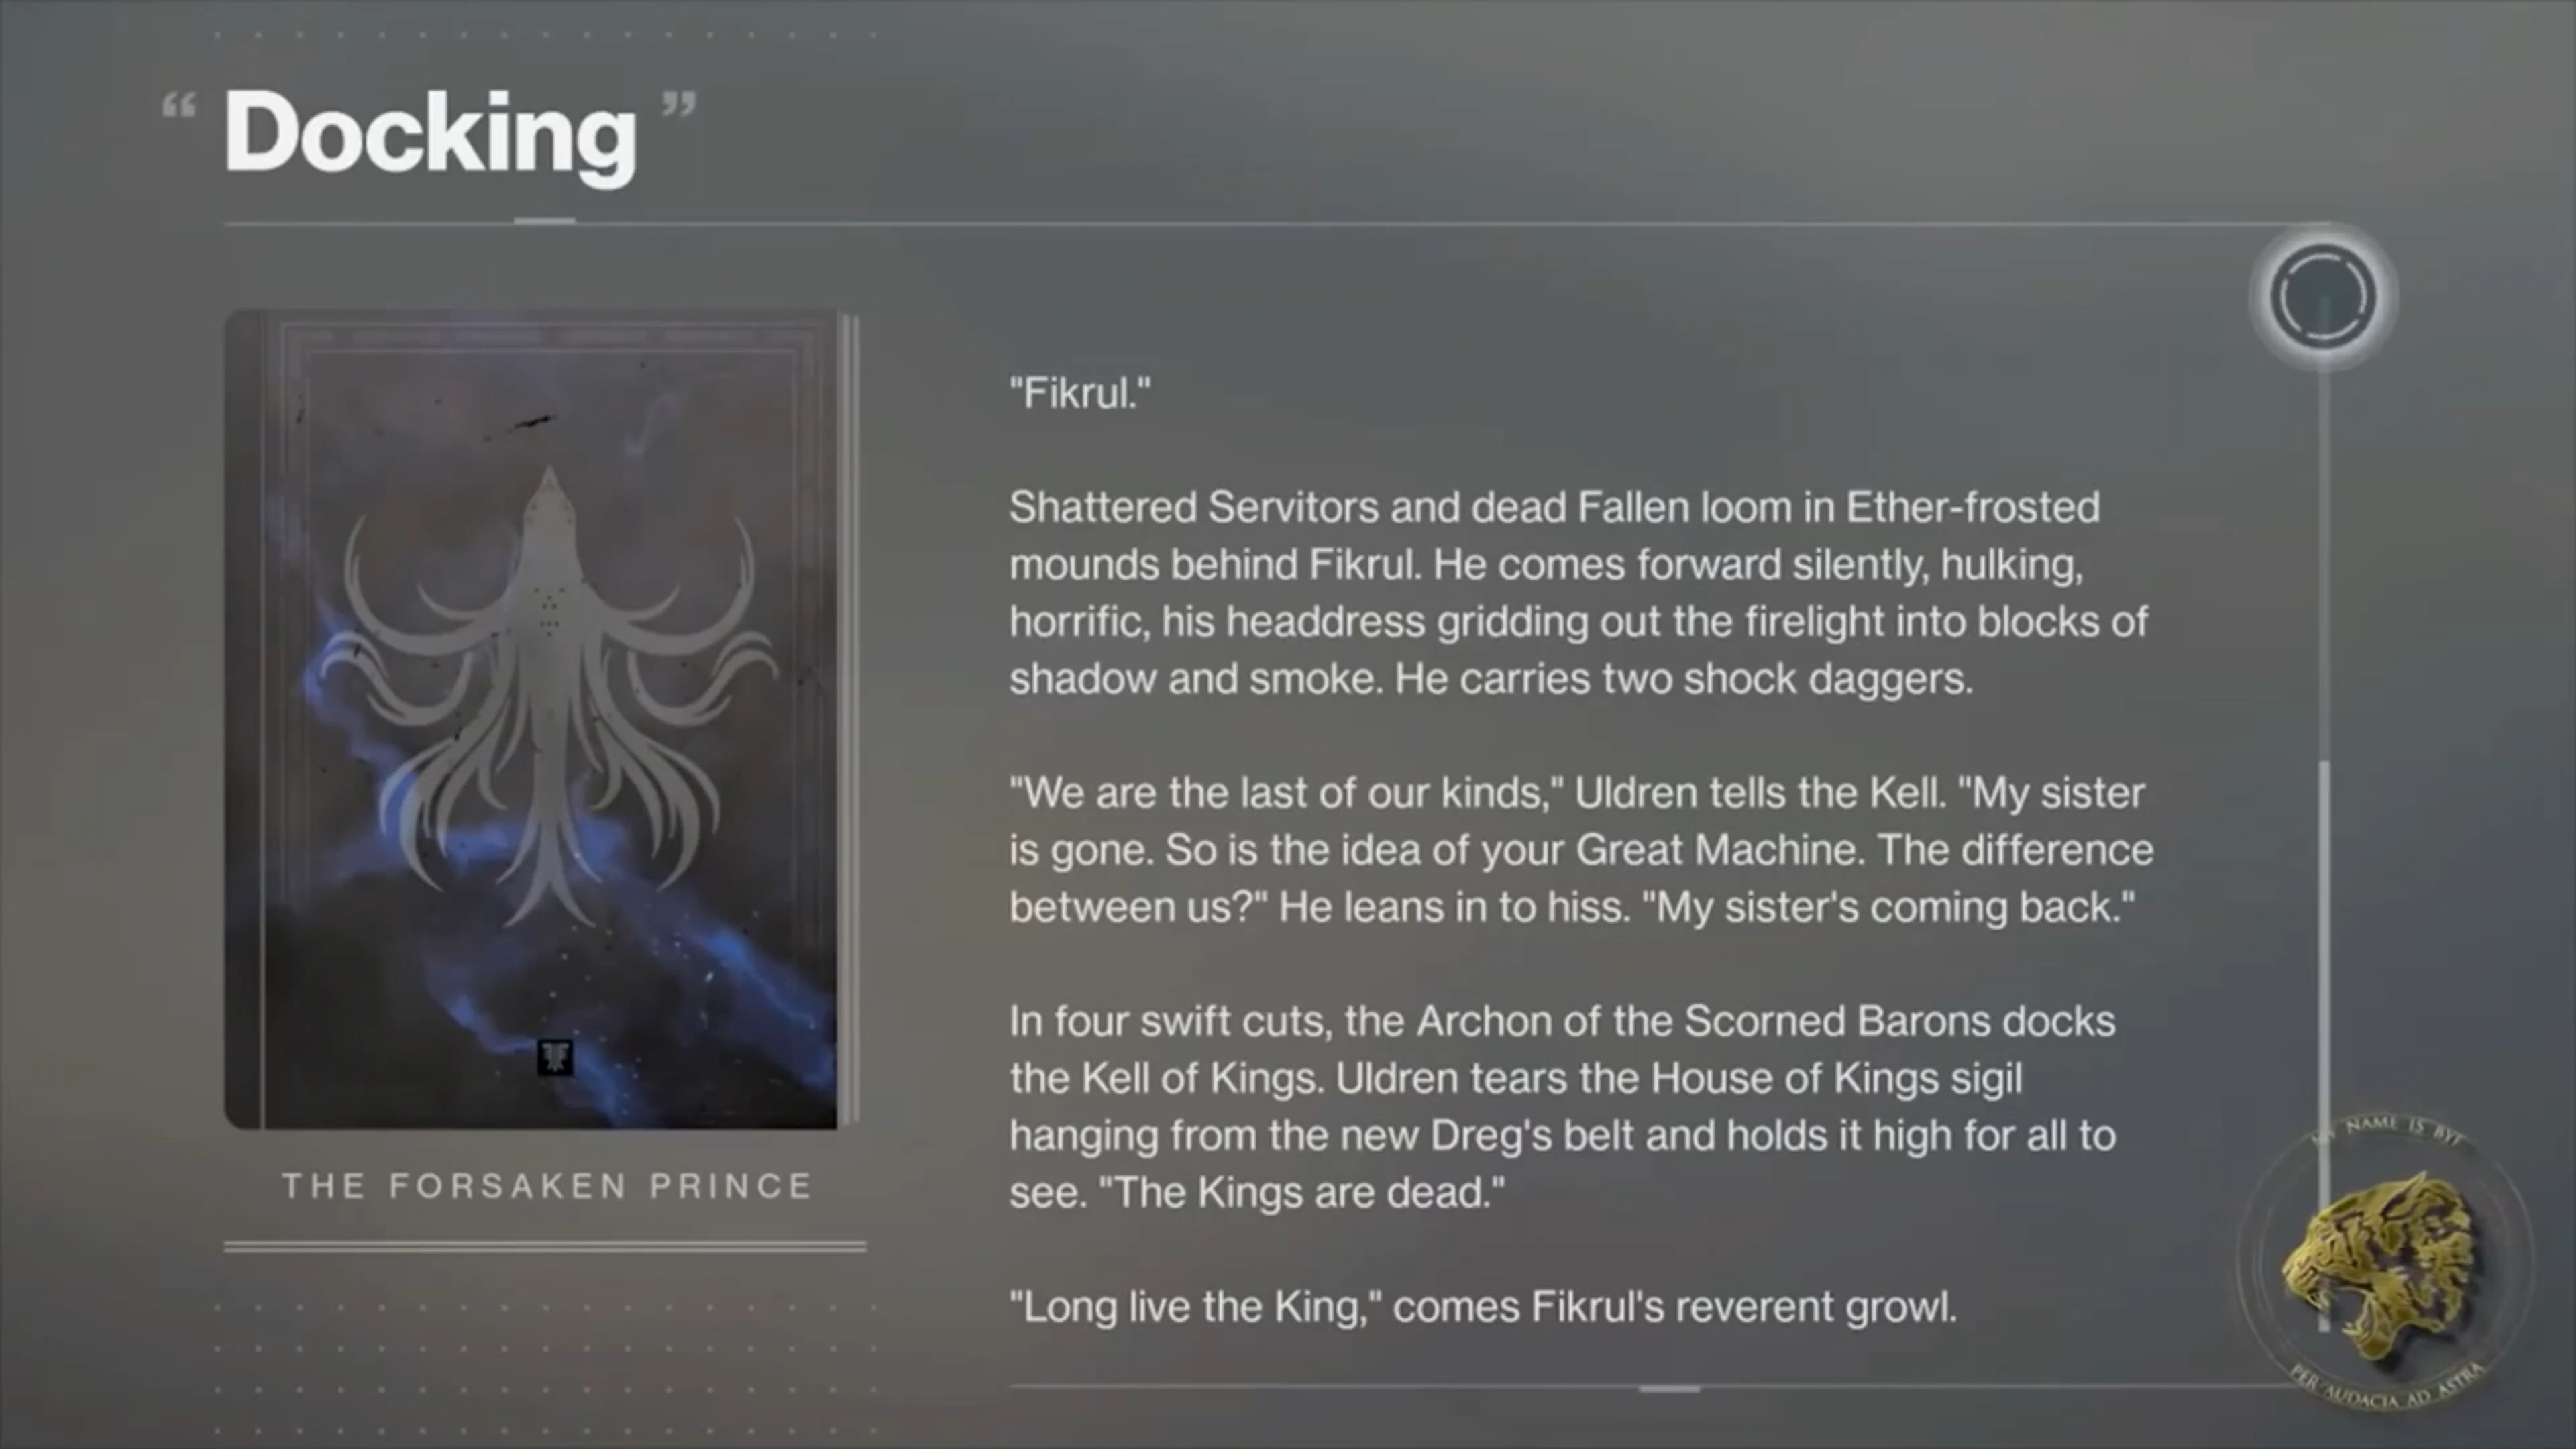 “ Docking ”
"Fikrul."
Shattered Servitors and dead Fallen loom in Ether-frosted
mounds behind Fikrul. He comes forward silently, hulking,
horrific, his headdress gridding out the firelight into blocks of
shadow and smoke. He carries two shock daggers.
"We are the last of our kinds," Uldren tells the Kell. "My sister
is gone. So is the idea of your Great Machine. The difference
between us?" He leans in to hiss. "My sister's coming back."
In four swift cuts, the Archon of the Scorned Barons docks
the Kell of Kings. Uldren tears the House of Kings sigil
hanging from the new Dreg's belt and holds it high for all to
see. "The Kings are dead."
"Long live the King," comes Fikrul's reverent growl.
THE FORSAKEN PRINCE
MY NAME IS BYF
PER AUDACIA AD ASTRA